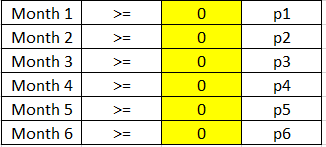 Month 1 >= 0 p1
Month 2 >= 0 p2
Month 3 >= 0 p3
Month 4 >= 0 p4
Month 5 >= 0 p5
Month 6 >= 0 p6